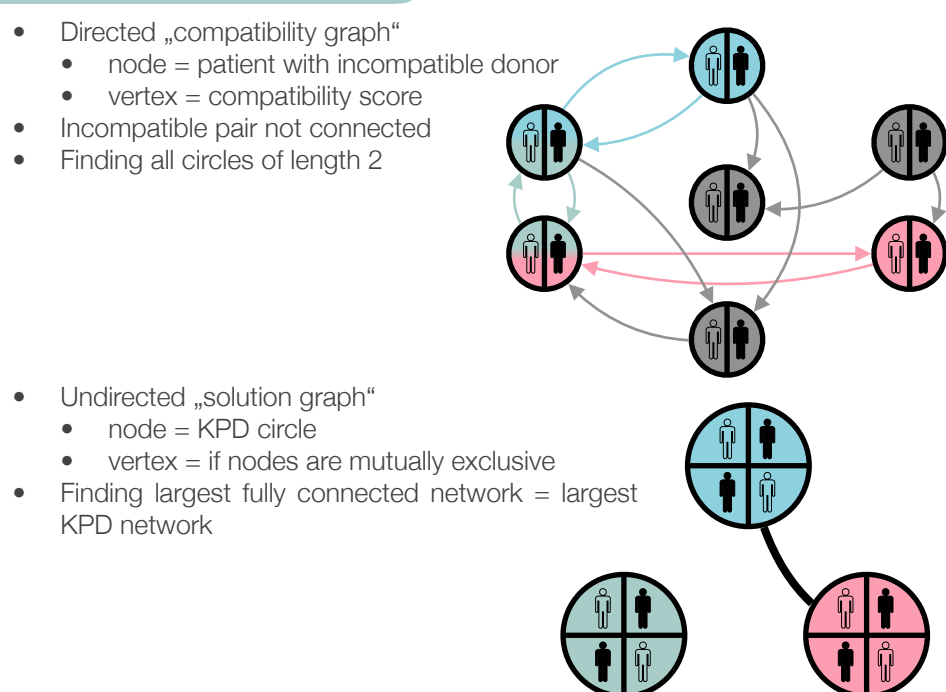 • Directed „compatibility graph“
• node = patient with incompatible donor
• vertex = compatibility score
• Incompatible pair not connected
• Finding all circles of length 2
• Undirected „solution graph“
• node = KPD circle
• vertex = if nodes are mutually exclusive
• Finding largest fully connected network = largest
KPD network